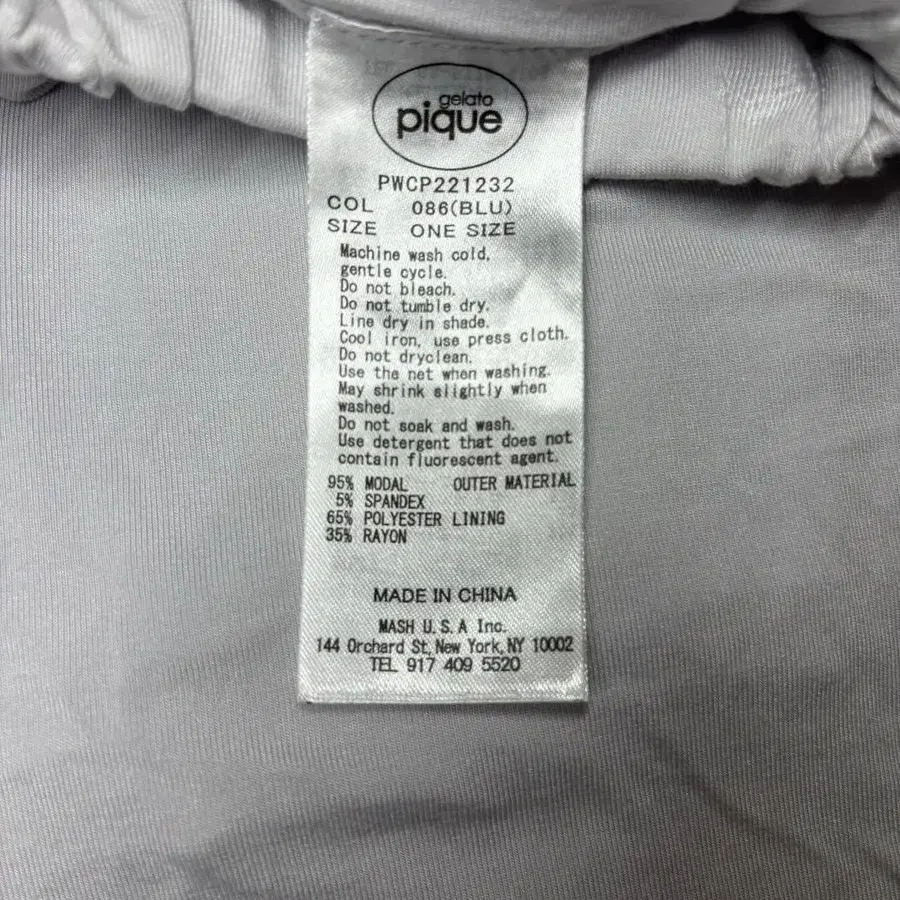 gelato
pique
PWCP221232
COL 086(BLU)
SIZE ONE SIZE
Machine wash cold,
gentle cycle.
Do not bleach.
Do not tumble dry.
Line dry in shade.
Cool iron, use press cloth.
Do not dryclean.
Use the net when washing.
May shrink slightly when
washed.
Do not soak and wash.
Use detergent that does not
contain fluorescent agent.
95% MODAL OUTER MATERIAL
5% SPANDEX
65% POLYESTER LINING
35% RAYON
MADE IN CHINA
MASH U.S.A Inc.
144 Orchard St, New York, NY 10002
TEL 917 409 5520